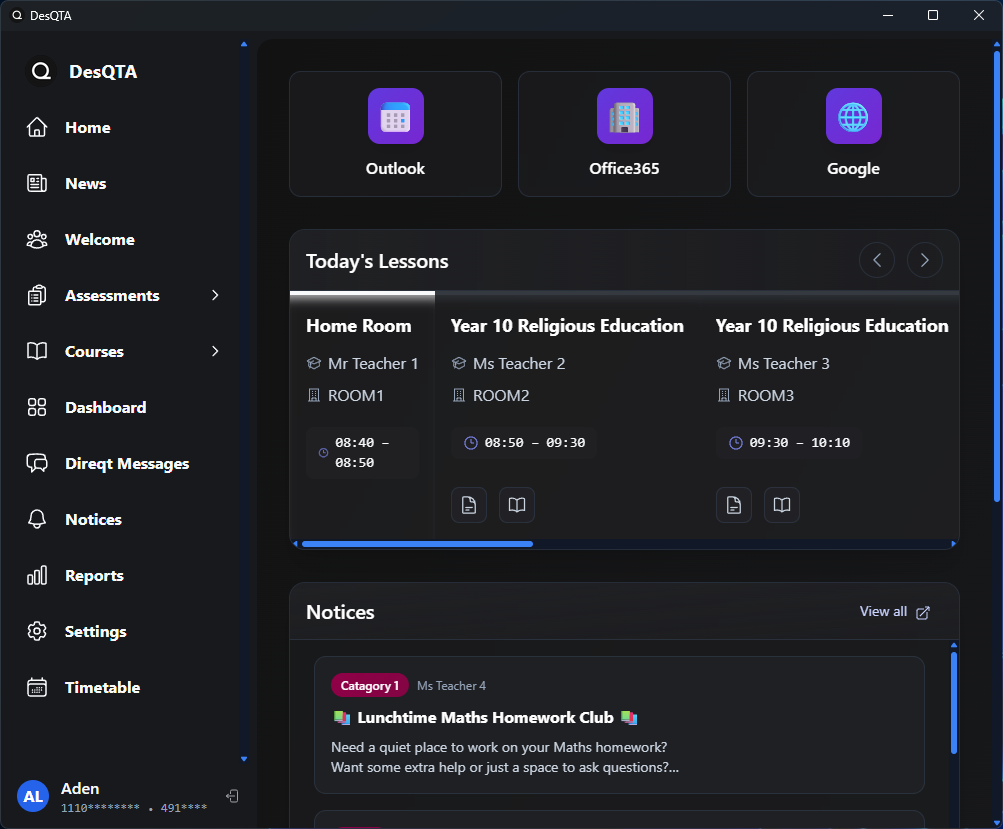 DesQTA
DesQTA
Home
News
Welcome
Assessments
Courses
Dashboard
Direqt Messages
Notices
Reports
Settings
Timetable
AL
Aden
1110******** • 491****
Outlook
Office365
Google
Today's Lessons
Home Room
Mr Teacher 1
ROOM1
08:40 –
08:50
Year 10 Religious Education
Ms Teacher 2
ROOM2
08:50 – 09:30
Year 10 Religious Education
Ms Teacher 3
ROOM3
09:30 – 10:10
Notices
View all
Catagory 1 Ms Teacher 4
📚 Lunchtime Maths Homework Club 📚
Need a quiet place to work on your Maths homework?
Want some extra help or just a space to ask questions?...